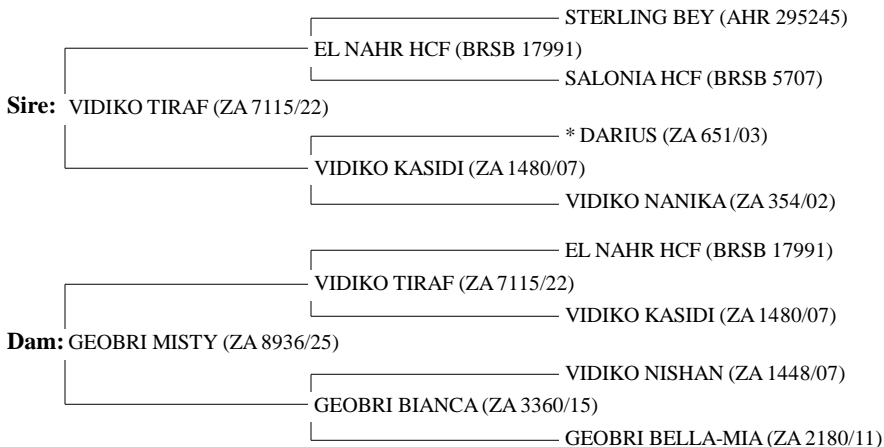 STERLING BEY (AHR 295245)
EL NAHR HCF (BRSB 17991)
SALONIA HCF (BRSB 5707)
Sire: VIDIKO TIRAF (ZA 7115/22)
* DARIUS (ZA 651/03)
VIDIKO KASIDI (ZA 1480/07)
VIDIKO NANIKA (ZA 354/02)
EL NAHR HCF (BRSB 17991)
VIDIKO TIRAF (ZA 7115/22)
VIDIKO KASIDI (ZA 1480/07)
Dam: GEOBRI MISTY (ZA 8936/25)
VIDIKO NISHAN (ZA 1448/07)
GEOBRI BIANCA (ZA 3360/15)
GEOBRI BELLA-MIA (ZA 2180/11)